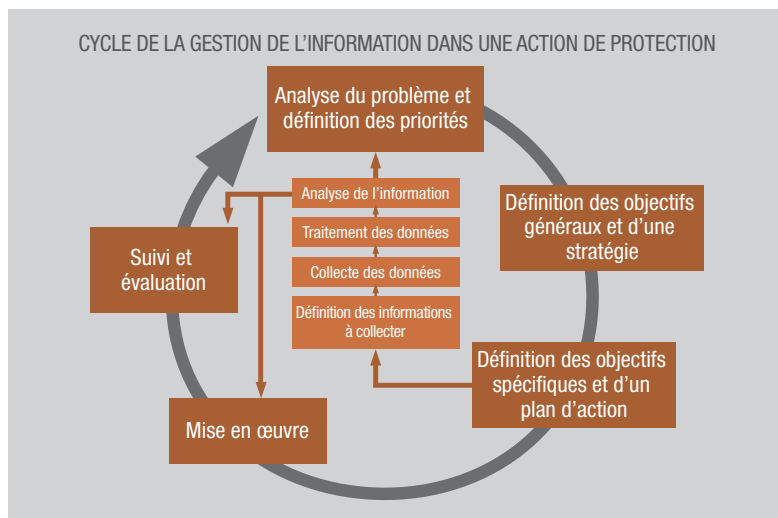 CYCLE DE LA GESTION DE L'INFORMATION DANS UNE ACTION DE PROTECTION
Analyse du problème et
définition des priorités
Définition des objectifs
généraux et d'une
stratégie
Définition des objectifs
spécifiques et d'un
plan d'action
Mise en œuvre
Suivi et
évaluation
Analyse de l'information
Traitement des données
Collecte des données
Définition des informations
à collecter